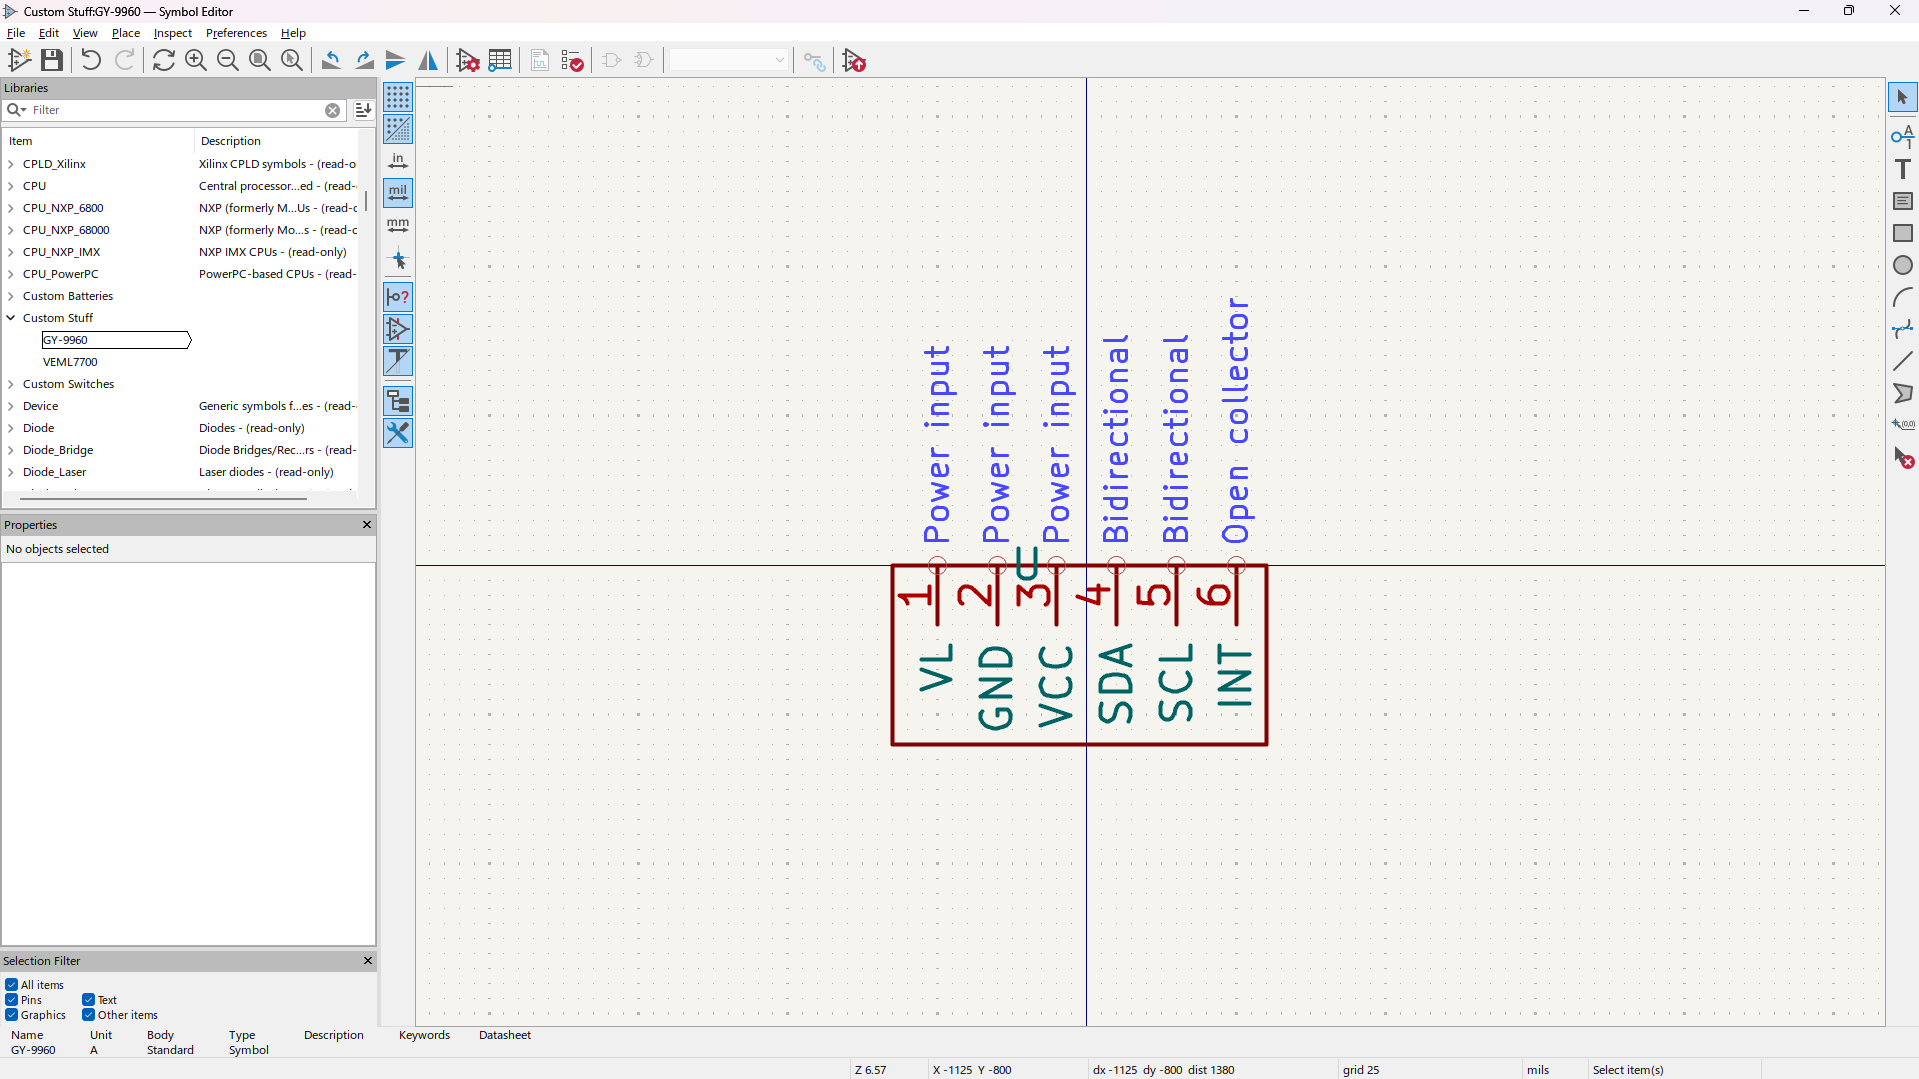 Custom Stuff:GY-9960 — Symbol Editor
File Edit View Place Inspect Preferences Help
Libraries
Filter
Item Description
CPLD_Xilinx Xilinx CPLD symbols - (read-o
CPU Central processor...ed - (read-
CPU_NXP_6800 NXP (formerly M...Us - (read-o
CPU_NXP_68000 NXP (formerly Mo...s - (read-o
CPU_NXP_IMX NXP IMX CPUs - (read-only)
CPU_PowerPC PowerPC-based CPUs - (read-
Custom Batteries
Custom Stuff
GY-9960
VEML7700
Custom Switches
Device Generic symbols f...es - (read-
Diode Diodes - (read-only)
Diode_Bridge Diode Bridges/Rec...rs - (read-
Diode_Laser Laser diodes - (read-only)
Properties
No objects selected
Selection Filter
All items
Pins Text
Graphics Other items
Name Unit Body Type Description Keywords Datasheet
GY-9960 A Standard Symbol
in
mil
mm
Power input
Power input
Power input
Bidirectional
Bidirectional
Open collector
U
1 2 3 4 5 6
VL
GND
VCC
SDA
SCL
INT
A
1
T
(0,0)
Z 6.57 X -1125 Y -800 dx -1125 dy -800 dist 1380 grid 25 mils Select item(s)